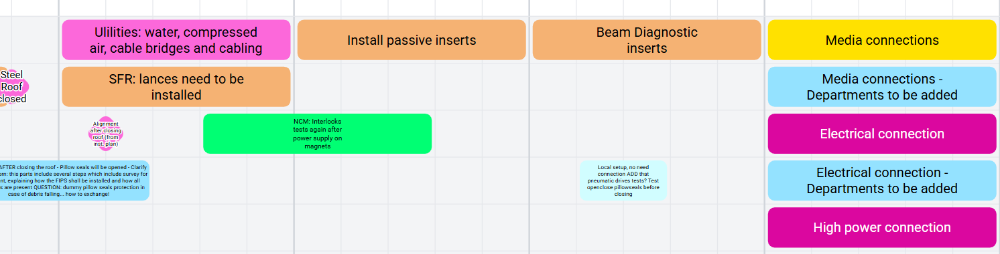 Ulilities: water, compressed
air, cable bridges and cabling
Install passive inserts
Beam Diagnostic
inserts
Media connections
Steel
Roof
closed
SFR: lances need to be
installed
Media connections -
Departments to be added
Alignment
after closing
roof (from
inst. plan)
NCM: Interlocks
tests again after
power supply on
magnets
Electrical connection
AFTER closing the roof - Pillow seals will be opened - Clarify
this parts include several steps which include survey for
explaining how the FIPS shall be installed and how all
are present QUESTION: dummy pillow seals protection in
case of debris falling... how to exchange!
Local setup, no need
connection ADD that
pneumatic drives tests? Test
openclose pillowseals before
closing
Electrical connection -
Departments to be added
High power connection